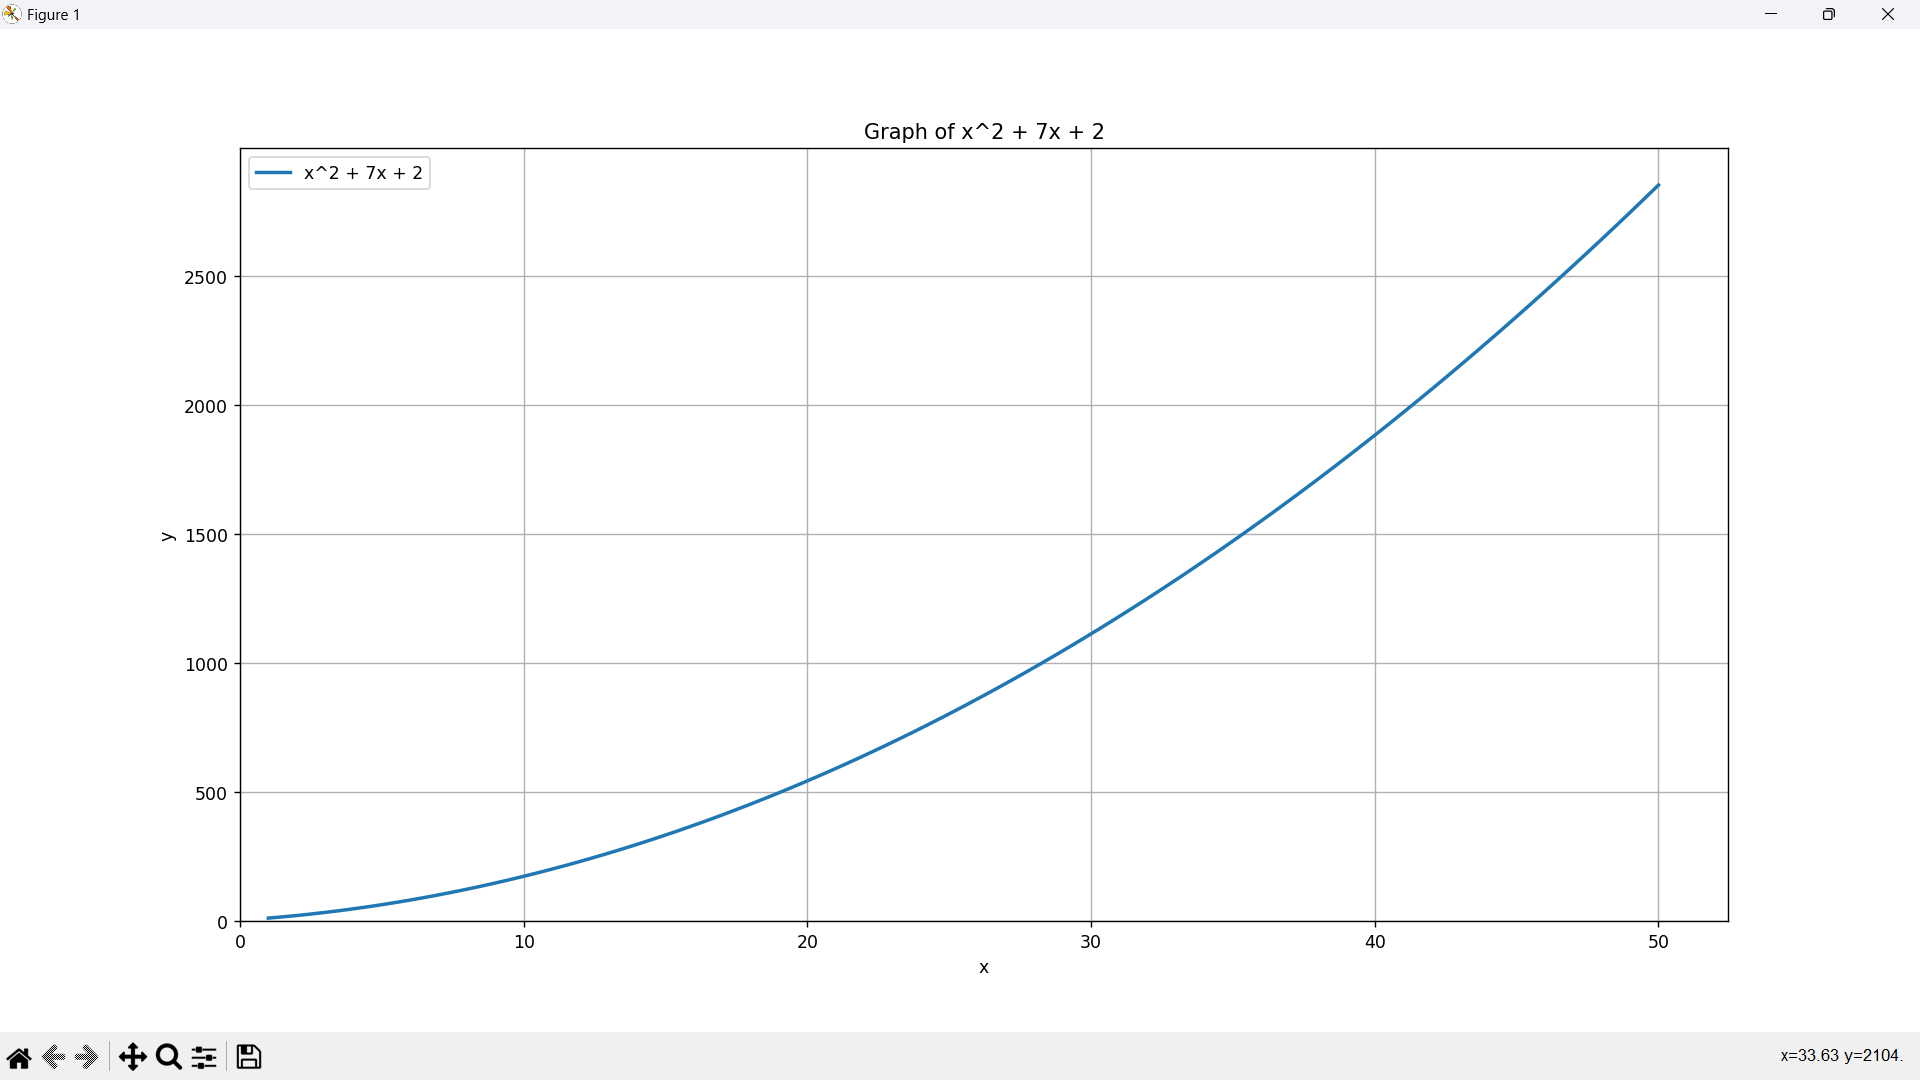 Figure 1
Graph of x^2 + 7x + 2
x^2 + 7x + 2
2500
2000
1500
1000
500
0
y
0 10 20 30 40 50
x
x=33.63 y=2104.